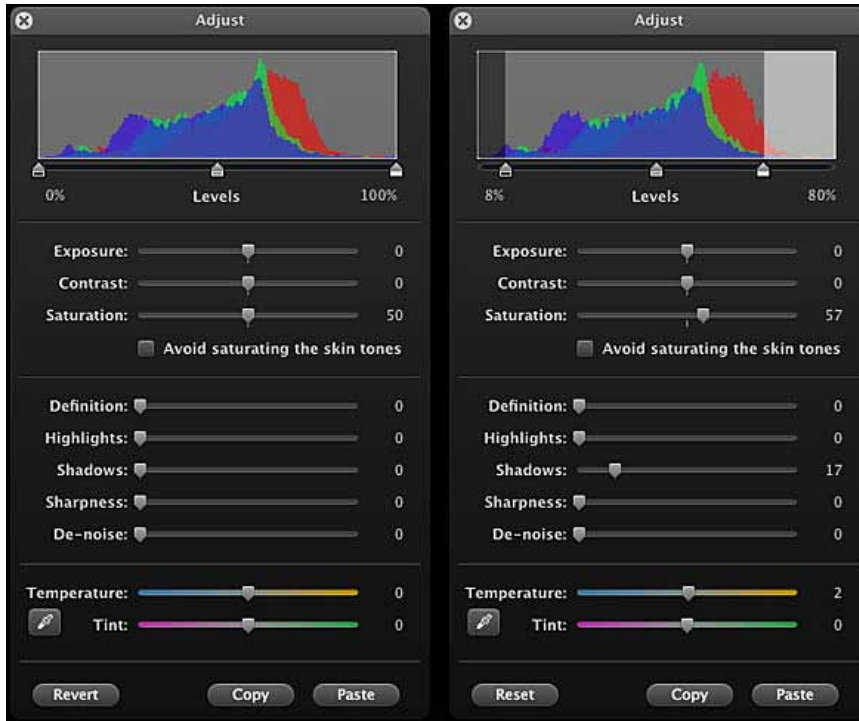 Adjust
0% Levels 100%
Exposure: 0
Contrast: 0
Saturation: 50
Avoid saturating the skin tones
Definition: 0
Highlights: 0
Shadows: 0
Sharpness: 0
De-noise: 0
Temperature: 0
Tint: 0
Revert Copy Paste
Adjust
8% Levels 80%
Exposure: 0
Contrast: 0
Saturation: 57
Avoid saturating the skin tones
Definition: 0
Highlights: 0
Shadows: 17
Sharpness: 0
De-noise: 0
Temperature: 2
Tint: 0
Reset Copy Paste